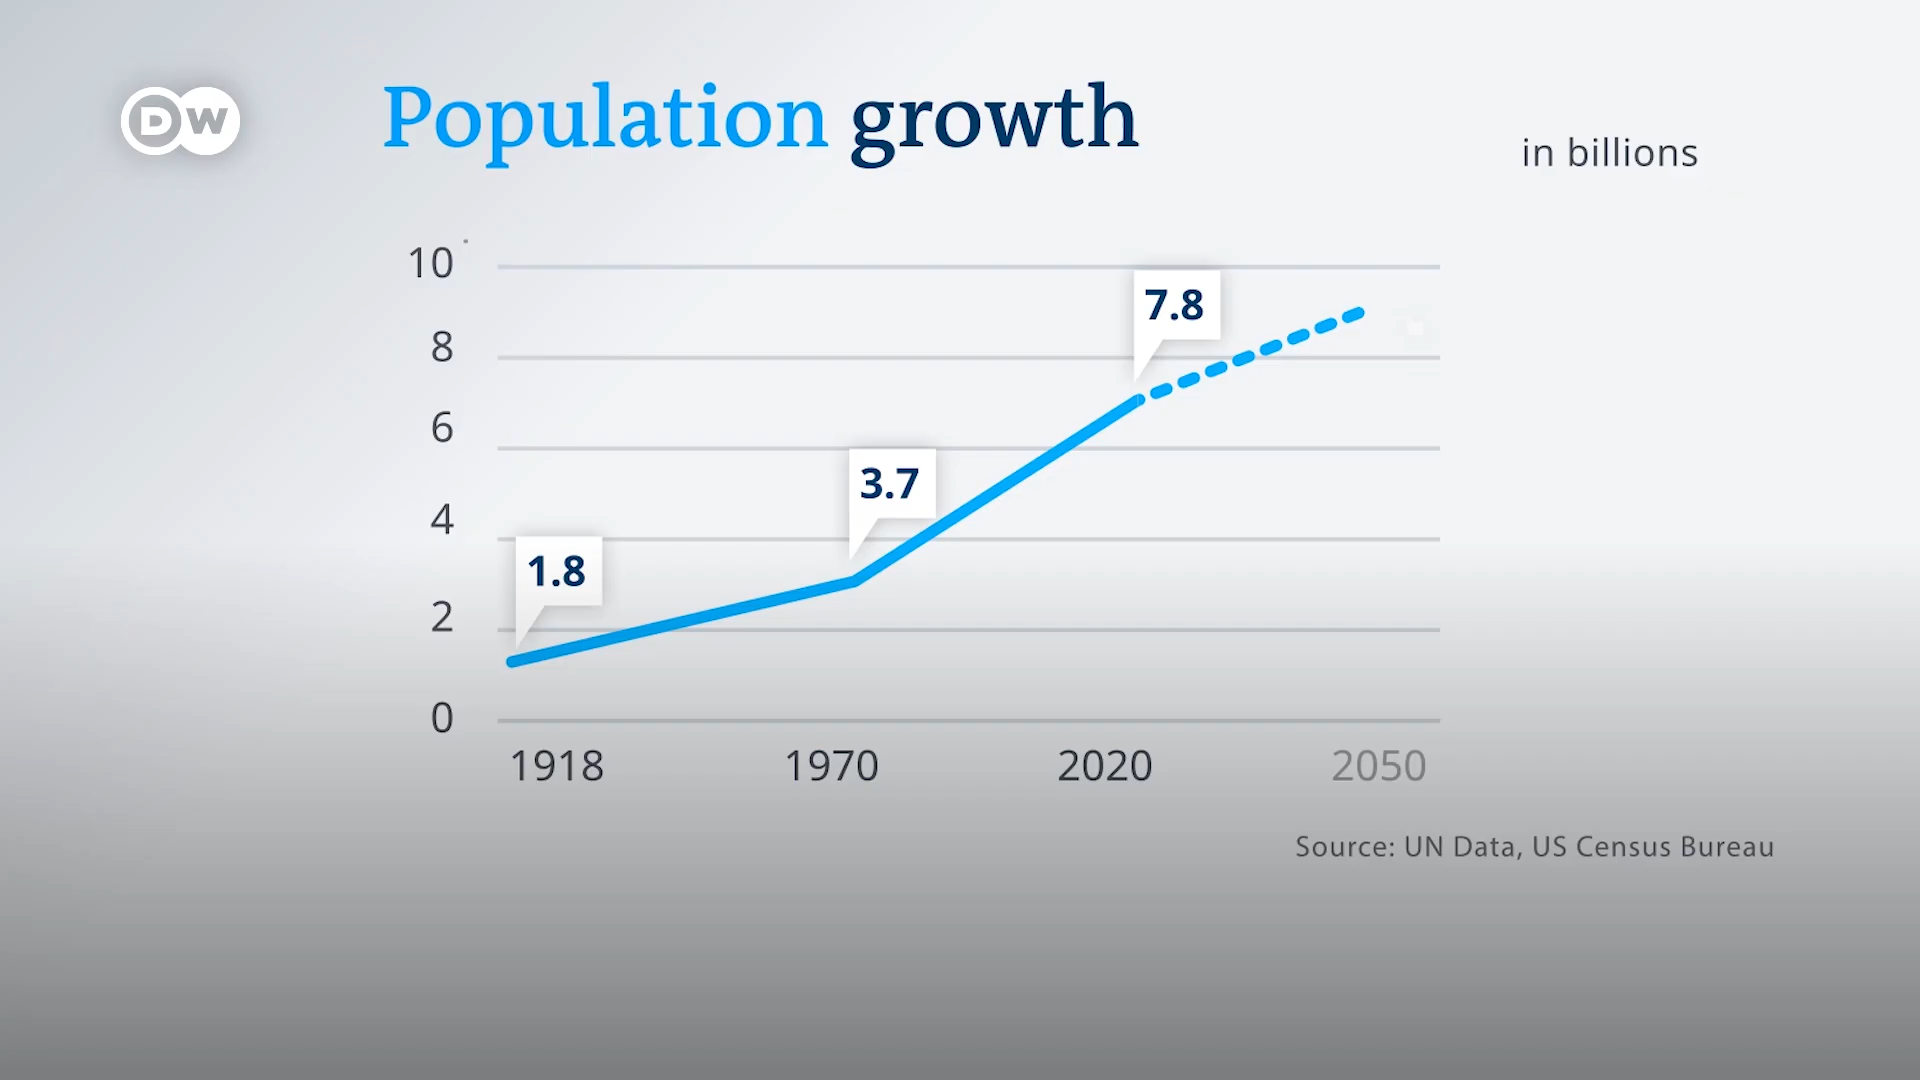 DW
Population growth
in billions
10
8
6
4
2
0
7.8
3.7
1.8
1918 1970 2020 2050
Source: UN Data, US Census Bureau